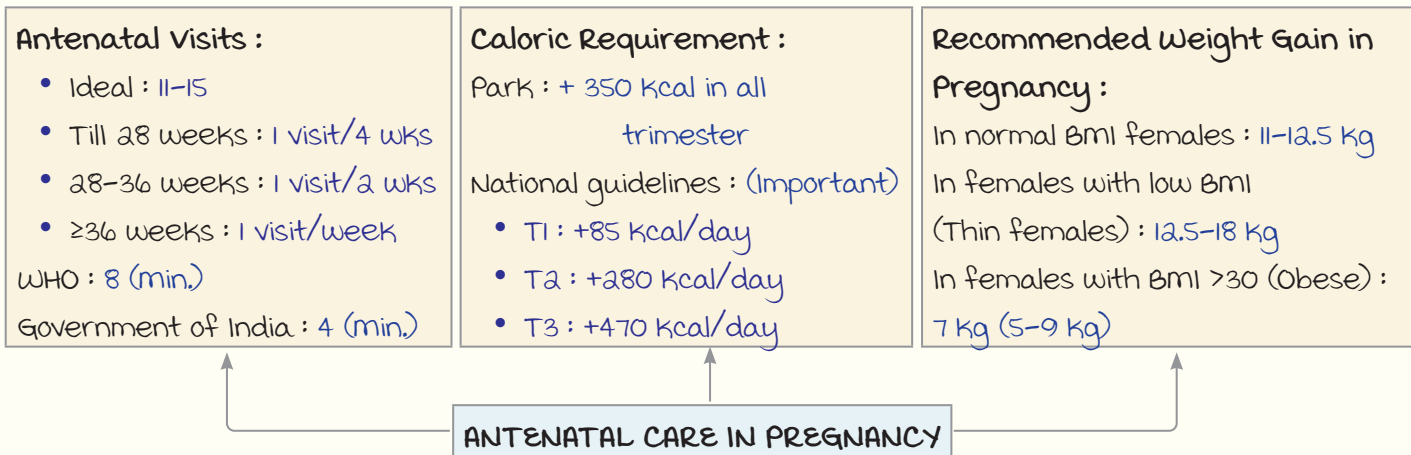 Antenatal Visits :
• Ideal : 11-15
• Till 28 weeks : 1 visit/4 wks
• 28-36 weeks : 1 visit/2 wks
• ≥36 weeks : 1 visit/week
WHO : 8 (min.)
Government of India : 4 (min.)
Caloric Requirement :
Park : + 350 kcal in all
trimester
National guidelines : (Important)
• T1 : +85 kcal/day
• T2 : +280 kcal/day
• T3 : +470 kcal/day
Recommended Weight Gain in
Pregnancy :
In normal BMI females : 11-12.5 kg
In females with low BMI
(Thin females) : 12.5-18 kg
In females with BMI >30 (Obese) :
7 kg (5-9 kg)
ANTENATAL CARE IN PREGNANCY